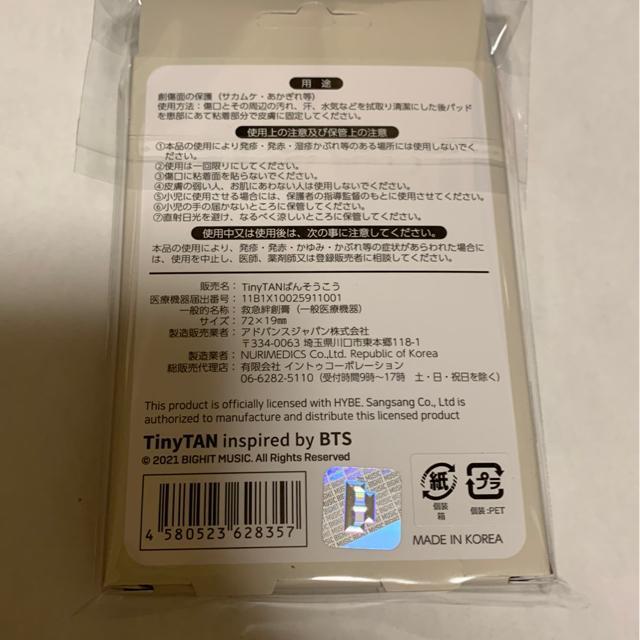 用 途
創傷面の保護（サカムケ・あかぎれ等）
使用方法：傷口とその周辺の汚れ、汗、水気などを拭取り清潔にした後パッド
を患部にあて粘着部分で皮膚に固定してください。
使用上の注意及び保管上の注意
①本品の使用により発疹・発赤・湿疹かぶれ等のある場所には使用しないでく
ださい。
②使用は一回限りにしてください。
③傷口に粘着面を貼らないでください。
④皮膚の弱い人、お肌にあわない人は使用しないでください。
⑤小児に使用させる場合には、保護者の指導監督のもとに使用させてください。
⑥小児の手の届かないところに保管してください。
⑦直射日光を避け、なるべく涼しいところに保管してください。
使用中又は使用後は、次の事に注意してください。
本品の使用により、発疹・発赤・かゆみ・かぶれ等の症状があらわれた場合に
は、使用を中止し、医師、薬剤師又は登録販売者に相談してください。
販売名：TinyTANばんそうこう
医療機器届出番号：11B1X10025911001
一般的名称：救急絆創膏（一般医療機器）
サイズ：72×19㎜
製造販売業者：アドバンスジャパン株式会社
〒334-0063 埼玉県川口市東本郷118-1
製造業者：NURIMEDICS Co.,Ltd. Republic of Korea
総販売代理店：有限会社 イントゥコーポレーション
06-6282-5110（受付時間9時〜17時 土・日・祝日を除く）
This product is officially licensed with HYBE. Sangsang Co., Ltd is
authorized to manufacture and distribute this licensed product
TinyTAN inspired by BTS
© 2021 BIGHIT MUSIC. All Rights Reserved
4 580523 628357
紙
個装
箱
プラ
個装:PET
MADE IN KOREA